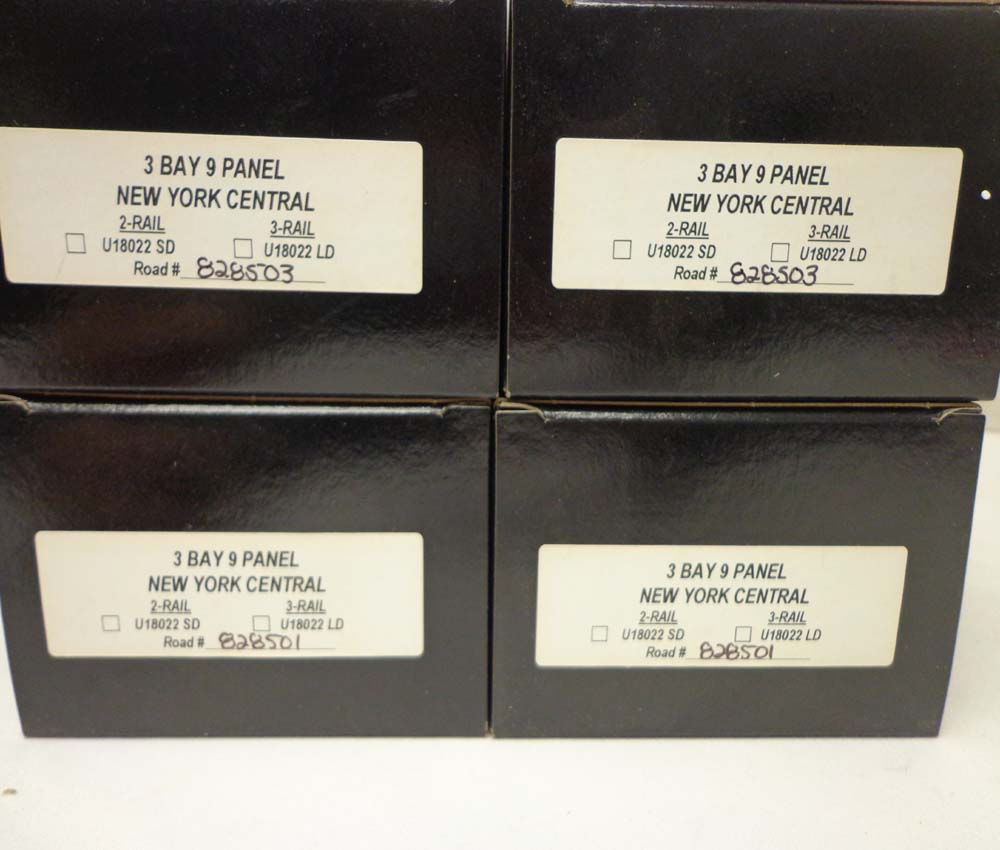 3 BAY 9 PANEL
NEW YORK CENTRAL
2-RAIL 3-RAIL
U18022 SD U18022 LD
Road # 828503
3 BAY 9 PANEL
NEW YORK CENTRAL
2-RAIL 3-RAIL
U18022 SD U18022 LD
Road # 828503
3 BAY 9 PANEL
NEW YORK CENTRAL
2-RAIL 3-RAIL
U18022 SD U18022 LD
Road # 828501
3 BAY 9 PANEL
NEW YORK CENTRAL
2-RAIL 3-RAIL
U18022 SD U18022 LD
Road # 828501